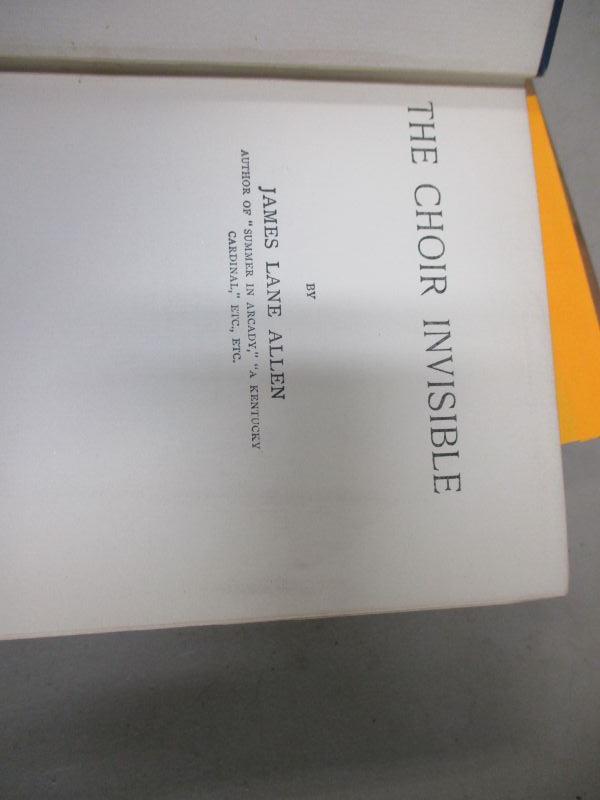 THE CHOIR INVISIBLE
BY
JAMES LANE ALLEN
AUTHOR OF "SUMMER IN ARCADY," "A KENTUCKY
CARDINAL," ETC., ETC.